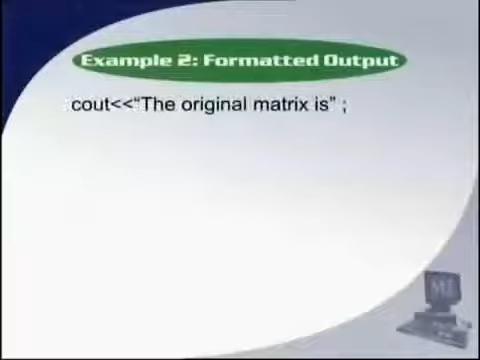 Example 2: Formatted Output
cout<<“The original matrix is” ;